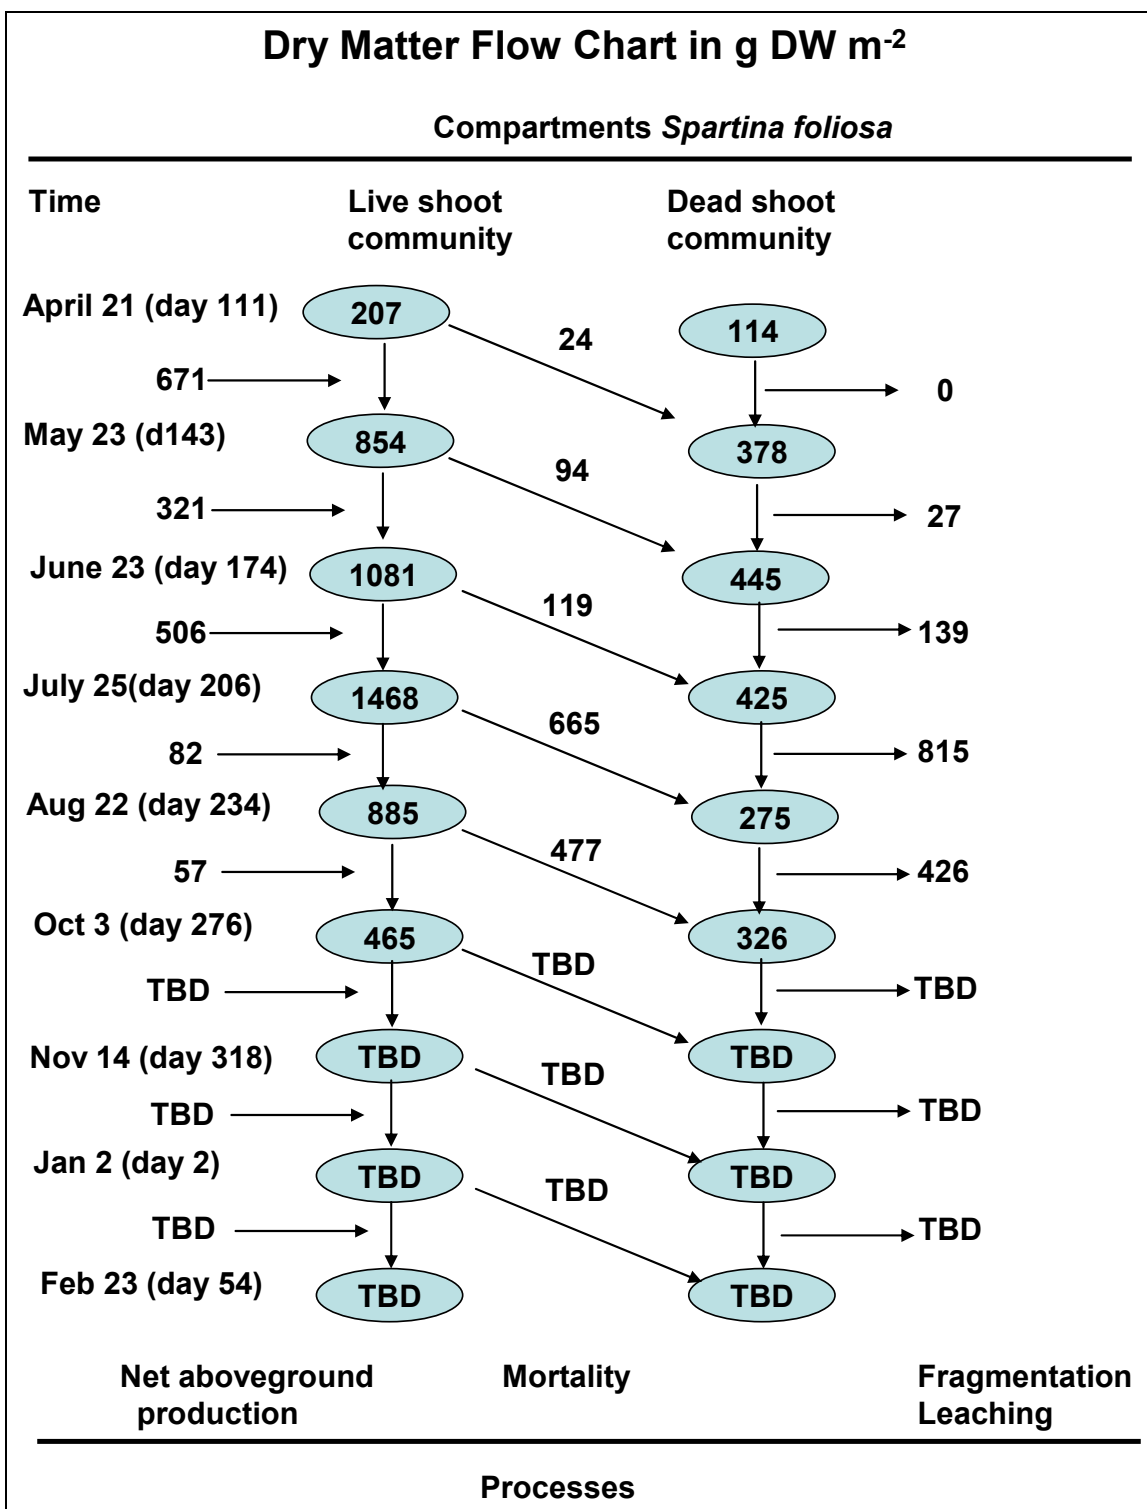 Dry Matter Flow Chart in g DW m-2
Compartments Spartina foliosa
Time
Live shoot
community
Dead shoot
community
April 21 (day 111)
207
24
114
671
0
May 23 (d143)
854
94
378
321
27
June 23 (day 174)
1081
119
445
506
139
July 25(day 206)
1468
665
425
82
815
Aug 22 (day 234)
885
477
275
57
426
Oct 3 (day 276)
465
TBD
326
TBD
TBD
Nov 14 (day 318)
TBD
TBD
TBD
TBD
TBD
Jan 2 (day 2)
TBD
TBD
TBD
TBD
TBD
Feb 23 (day 54)
TBD
TBD
Net aboveground
production
Mortality
Fragmentation
Leaching
Processes